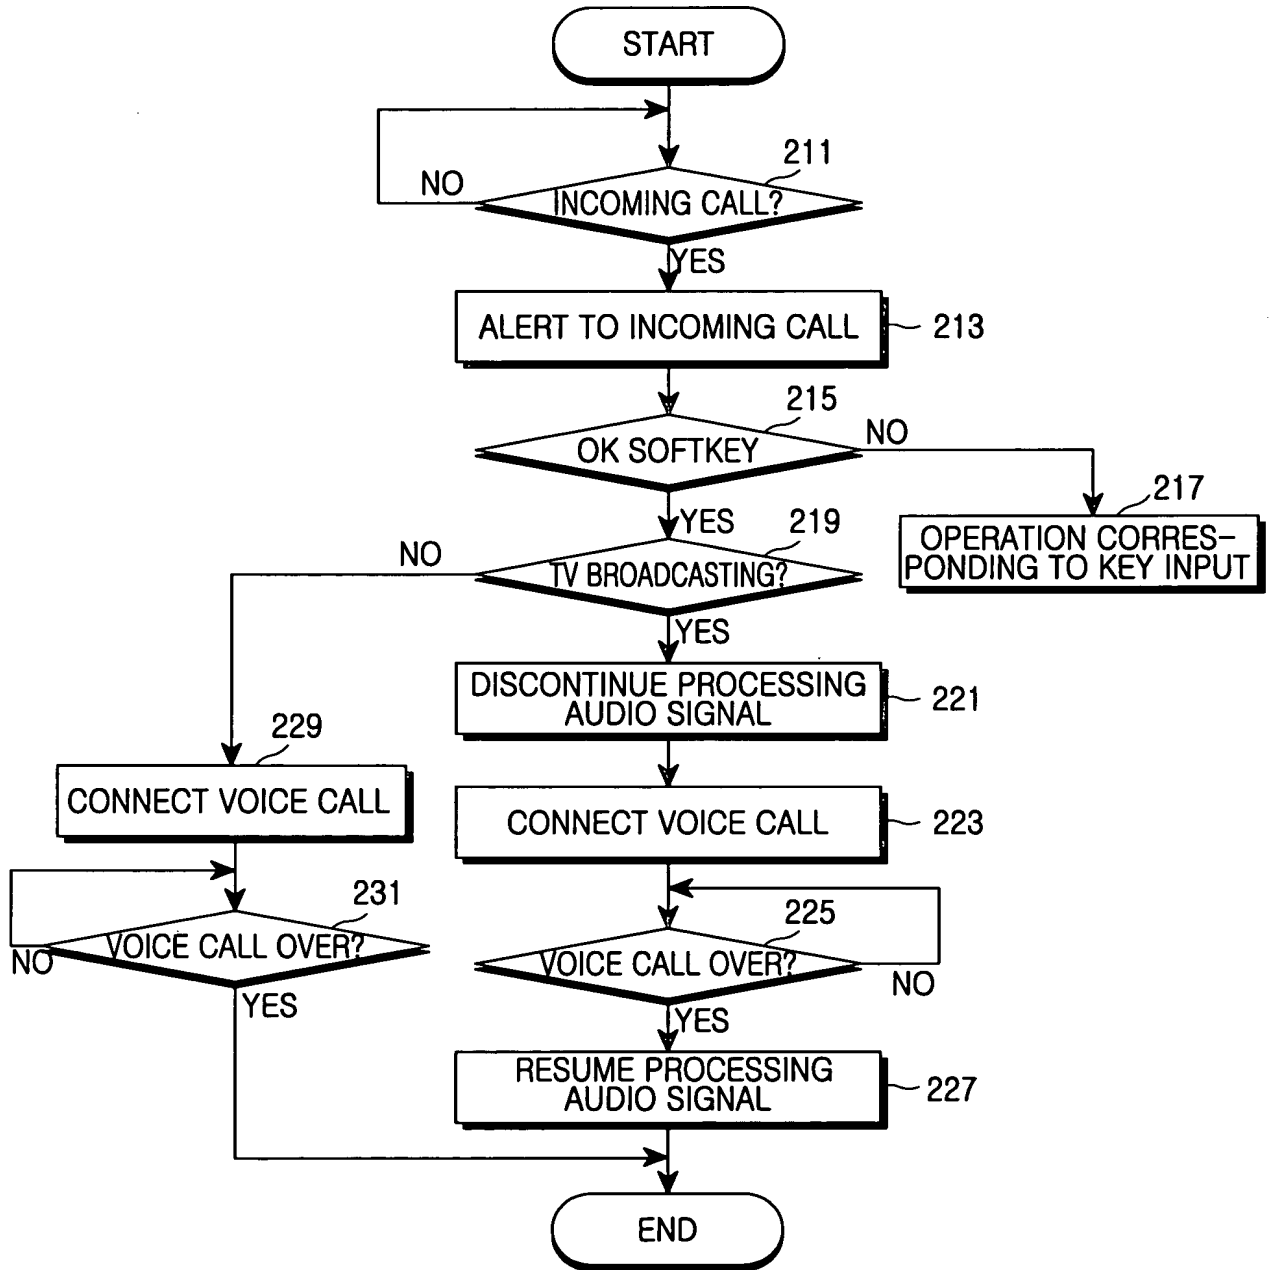 START
211
NO
INCOMING CALL?
YES
ALERT TO INCOMING CALL
213
215
OK SOFTKEY
NO
217
OPERATION CORRES-
PONDING TO KEY INPUT
YES
219
NO
TV BROADCASTING?
YES
DISCONTINUE PROCESSING
AUDIO SIGNAL
221
229
CONNECT VOICE CALL
CONNECT VOICE CALL
223
231
VOICE CALL OVER?
NO
YES
225
VOICE CALL OVER?
NO
YES
RESUME PROCESSING
AUDIO SIGNAL
227
END